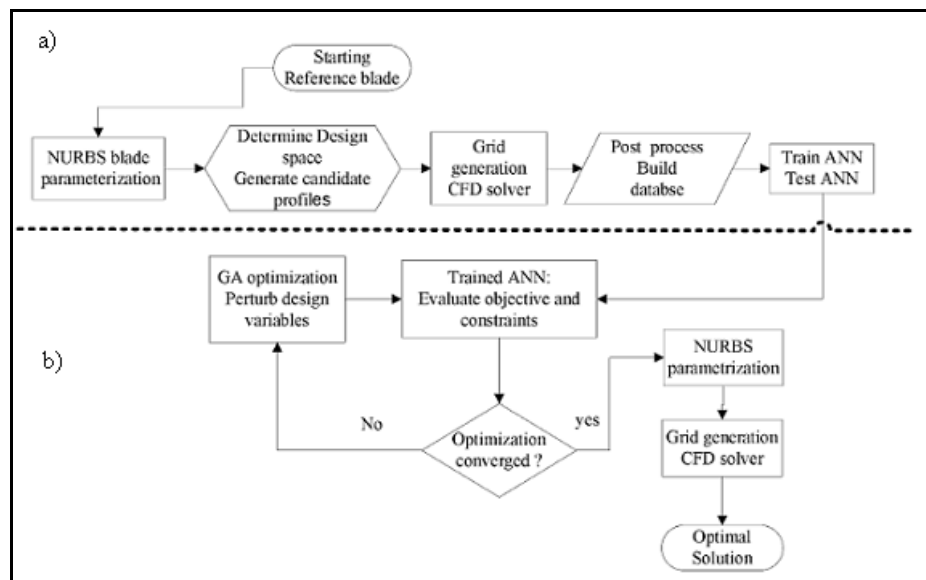 a)
Starting
Reference blade
NURBS blade
parameterization
Determine Design
space
Generate candidate
profiles
Grid
generation
CFD solver
Post process
Build
databse
Train ANN
Test ANN
GA optimization
Perturb design
variables
Trained ANN:
Evaluate objective and
constraints
b)
NURBS
parametrization
No
yes
Optimization
converged ?
Grid generation
CFD solver
Optimal
Solution